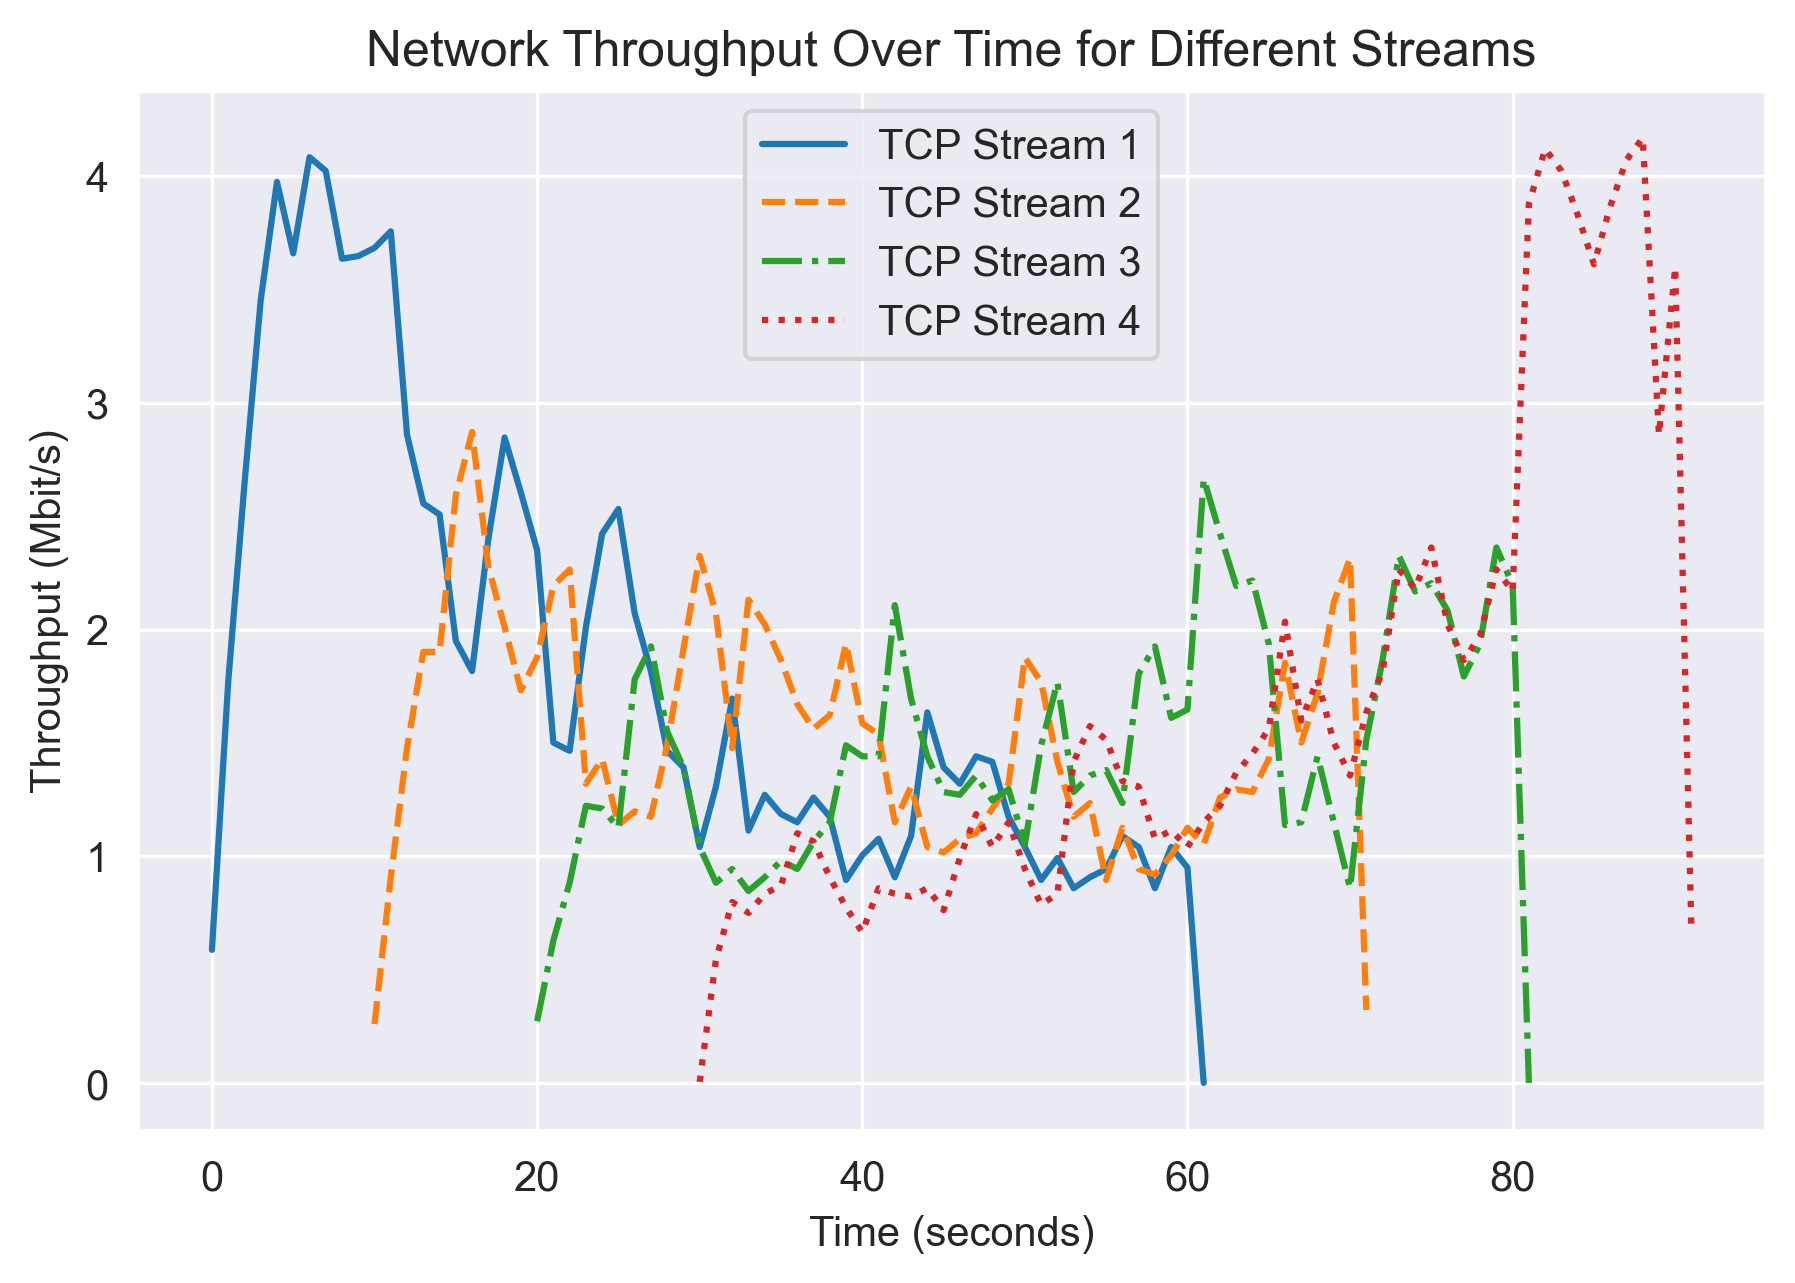 Network Throughput Over Time for Different Streams
TCP Stream 1
TCP Stream 2
TCP Stream 3
TCP Stream 4
Throughput (Mbit/s)
4
3
2
1
0
0 20 40 60 80
Time (seconds)